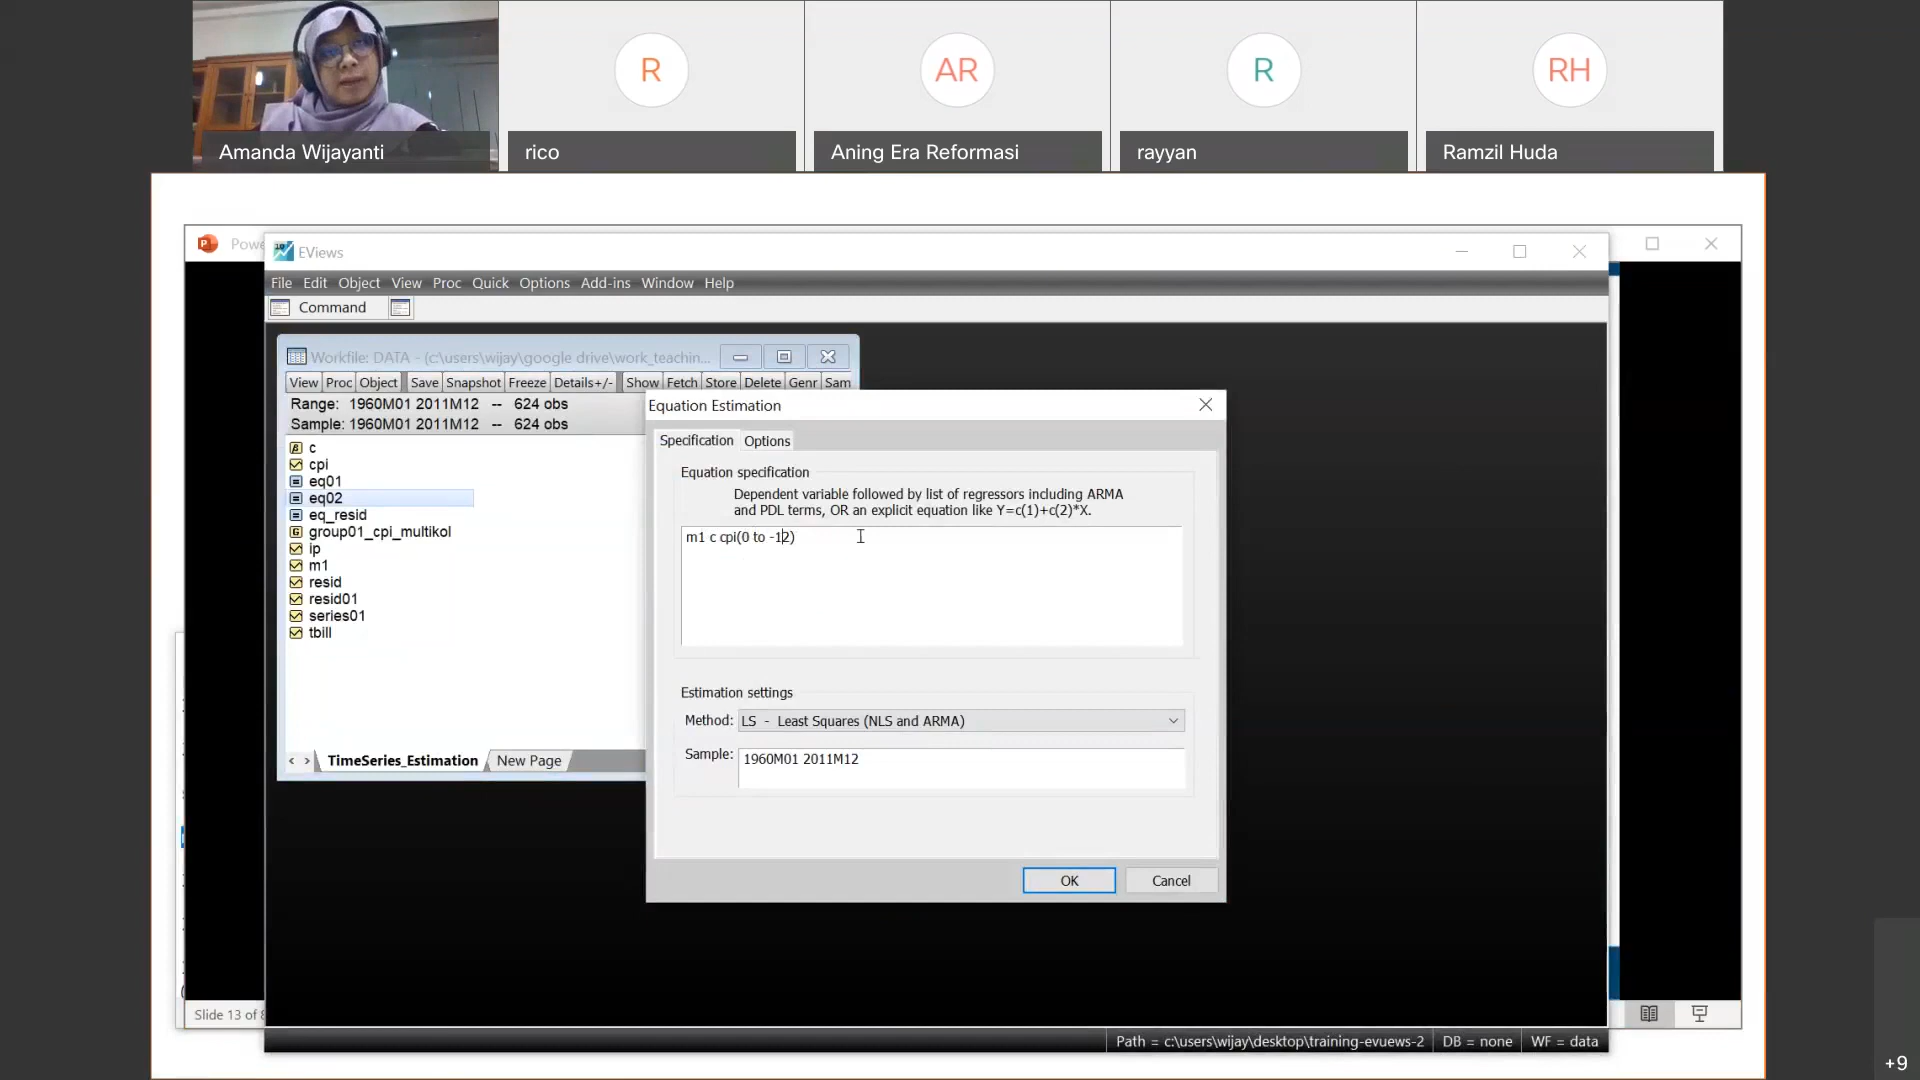 R
AR
R
RH
Amanda Wijayanti
rico
Aning Era Reformasi
rayyan
Ramzil Huda
Powe
EViews
File Edit Object View Proc Quick Options Add-ins Window Help
Command
Workfile: DATA - (c:\users\wijay\google drive\work_teachin...
View Proc Object Save Snapshot Freeze Details+/- Show Fetch Store Delete Genr Sam
Range: 1960M01 2011M12 -- 624 obs
Sample: 1960M01 2011M12 -- 624 obs
c
cpi
eq01
eq02
eq_resid
group01_cpi_multikol
ip
m1
resid
resid01
series01
tbill
TimeSeries_Estimation New Page
Equation Estimation
Specification Options
Equation specification
Dependent variable followed by list of regressors including ARMA
and PDL terms, OR an explicit equation like Y=c(1)+c(2)*X.
m1 c cpi(0 to -12)
Estimation settings
Method: LS - Least Squares (NLS and ARMA)
Sample: 1960M01 2011M12
OK Cancel
Slide 13 of
Path = c:\users\wijay\desktop\training-evuews-2 DB = none WF = data
+9